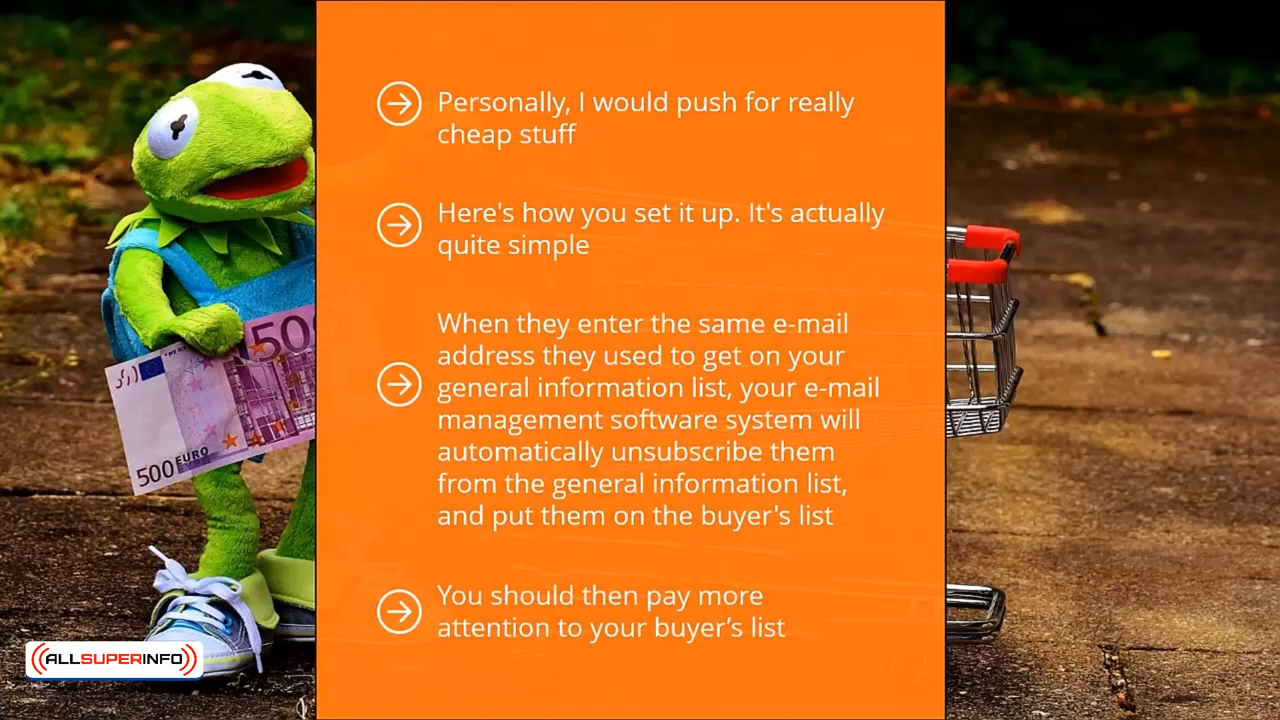 Personally, I would push for really
cheap stuff
Here's how you set it up. It's actually
quite simple
When they enter the same e-mail
address they used to get on your
general information list, your e-mail
management software system will
automatically unsubscribe them
from the general information list,
and put them on the buyer's list
You should then pay more
attention to your buyer’s list
500
500 EURO
ALLSUPERINFO